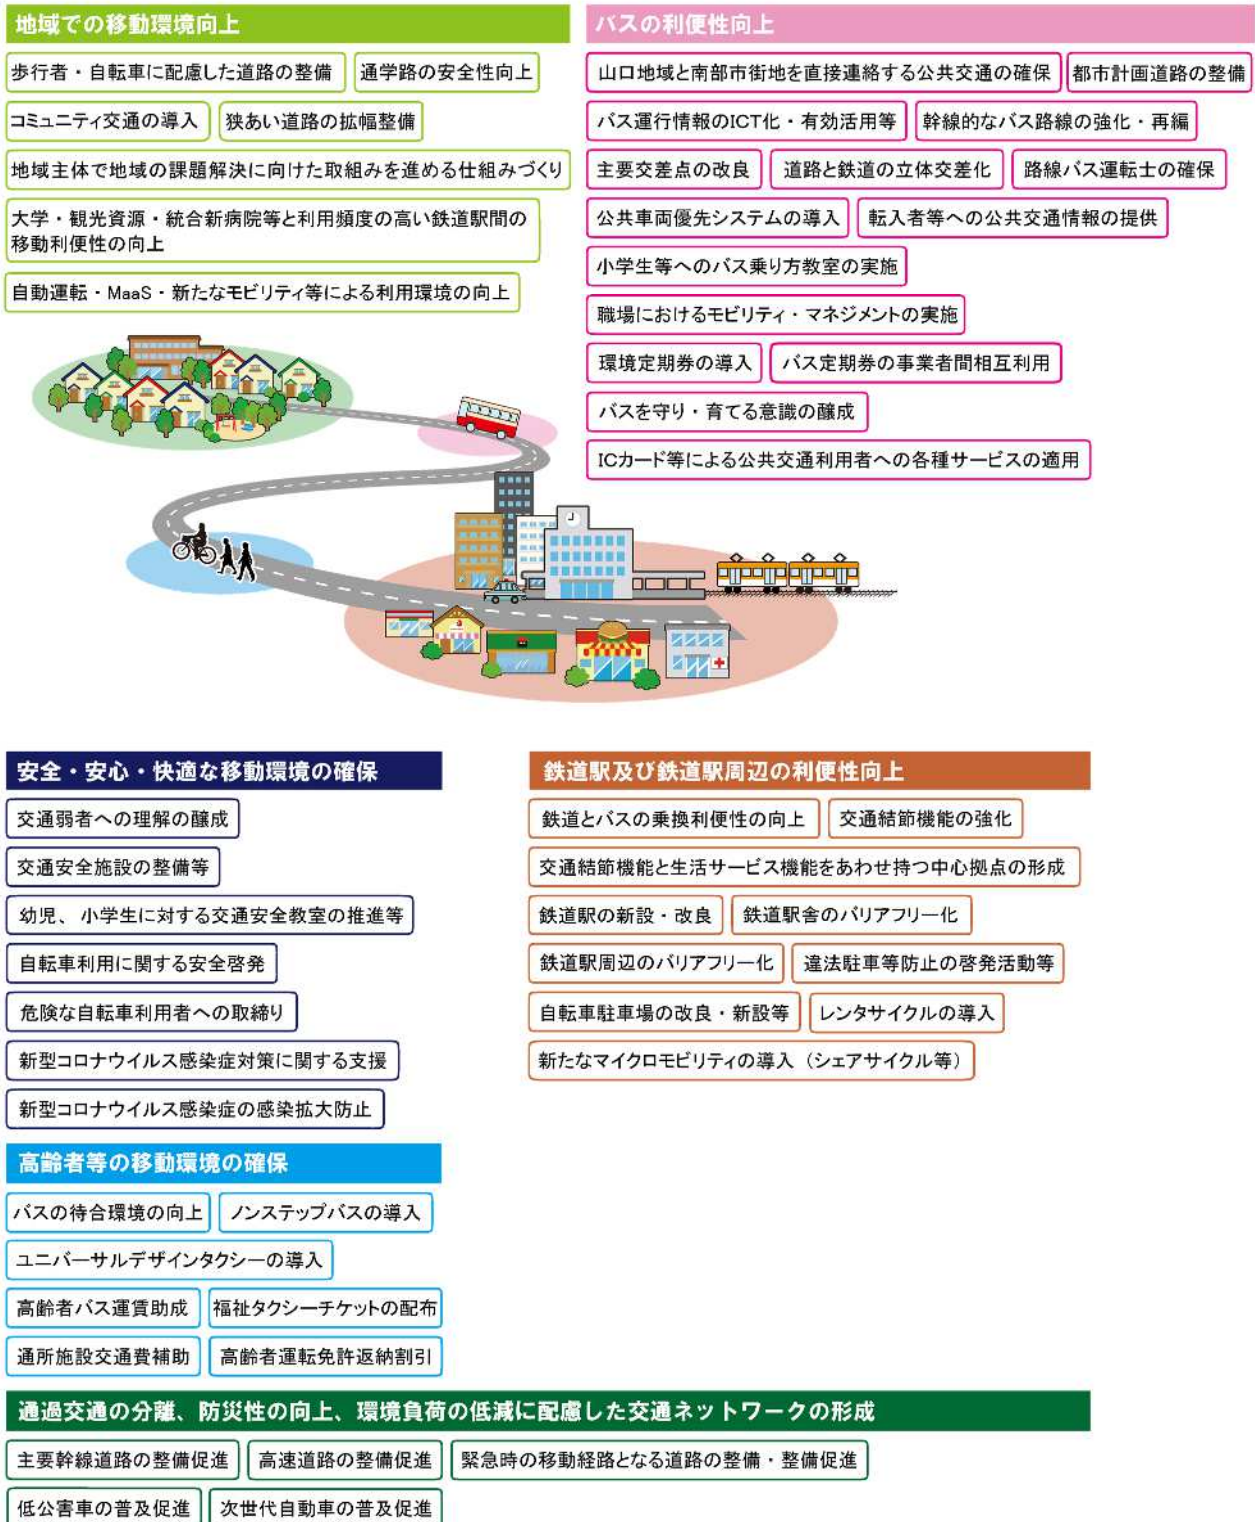 地域での移動環境向上
歩行者・自転車に配慮した道路の整備
通学路の安全性向上
コミュニティ交通の導入
狭あい道路の拡幅整備
地域主体で地域の課題解決に向けた取組みを進める仕組みづくり
大学・観光資源・統合新病院等と利用頻度の高い鉄道駅間の
移動利便性の向上
自動運転・MaaS・新たなモビリティ等による利用環境の向上
バスの利便性向上
山口地域と南部市街地を直接連絡する公共交通の確保
都市計画道路の整備
バス運行情報のICT化・有効活用等
幹線的なバス路線の強化・再編
主要交差点の改良
道路と鉄道の立体交差化
路線バス運転士の確保
公共車両優先システムの導入
転入者等への公共交通情報の提供
小学生等へのバス乗り方教室の実施
職場におけるモビリティ・マネジメントの実施
環境定期券の導入
バス定期券の事業者間相互利用
バスを守り・育てる意識の醸成
ICカード等による公共交通利用者への各種サービスの適用
安全・安心・快適な移動環境の確保
交通弱者への理解の醸成
交通安全施設の整備等
幼児、小学生に対する交通安全教室の推進等
自転車利用に関する安全啓発
危険な自転車利用者への取締り
新型コロナウイルス感染症対策に関する支援
新型コロナウイルス感染症の感染拡大防止
鉄道駅及び鉄道駅周辺の利便性向上
鉄道とバスの乗換利便性の向上
交通結節機能の強化
交通結節機能と生活サービス機能をあわせ持つ中心拠点の形成
鉄道駅の新設・改良
鉄道駅舎のバリアフリー化
鉄道駅周辺のバリアフリー化
違法駐車等防止の啓発活動等
自転車駐車場の改良・新設等
レンタサイクルの導入
新たなマイクロモビリティの導入（シェアサイクル等）
高齢者等の移動環境の確保
バスの待合環境の向上
ノンステップバスの導入
ユニバーサルデザインタクシーの導入
高齢者バス運賃助成
福祉タクシーチケットの配布
通所施設交通費補助
高齢者運転免許返納割引
通過交通の分離、防災性の向上、環境負荷の低減に配慮した交通ネットワークの形成
主要幹線道路の整備促進
高速道路の整備促進
緊急時の移動経路となる道路の整備・整備促進
低公害車の普及促進
次世代自動車の普及促進